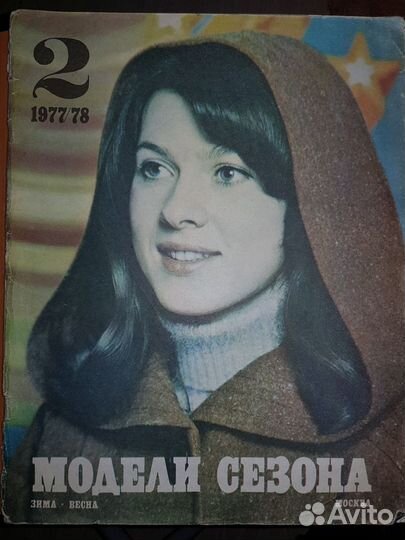 2
1977/78
МОДЕЛИ СЕЗОНА
ЗИМА · ВЕСНА
МОСКВА
Avito